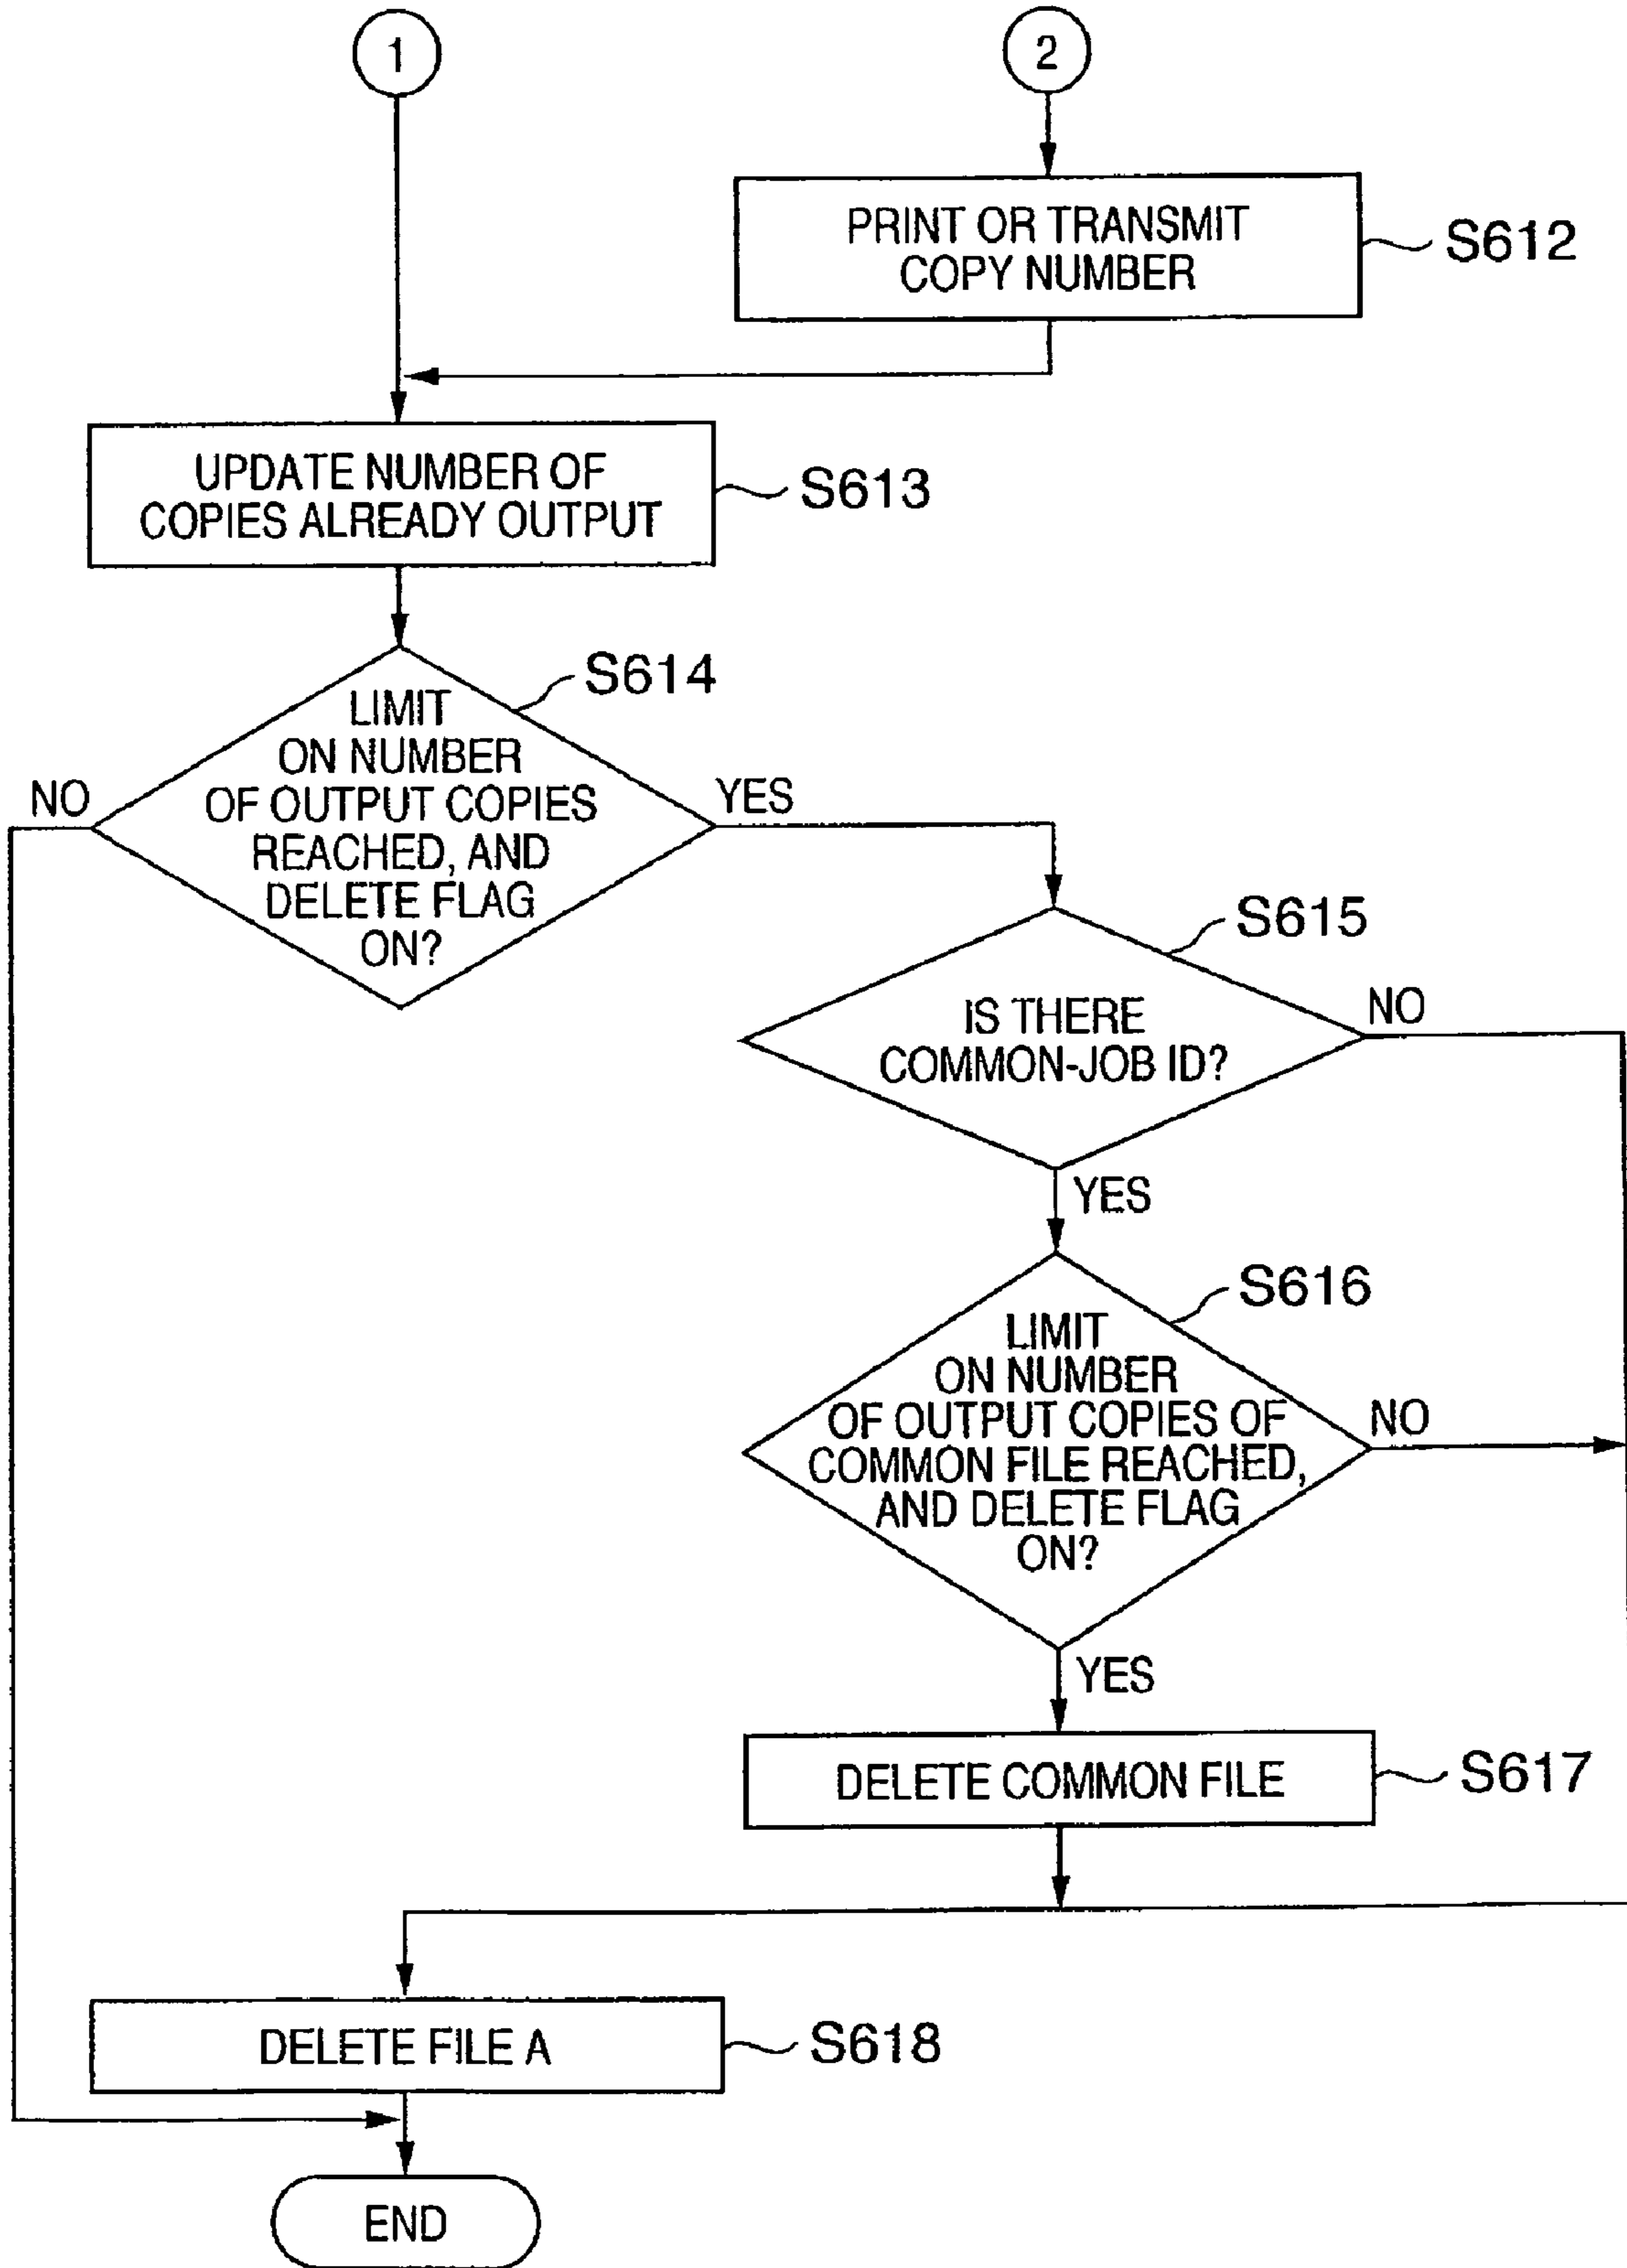 1
2
PRINT OR TRANSMIT
COPY NUMBER
S612
UPDATE NUMBER OF
COPIES ALREADY OUTPUT
S613
S614
LIMIT
ON NUMBER
OF OUTPUT COPIES
REACHED, AND
DELETE FLAG
ON?
NO
YES
S615
IS THERE
COMMON-JOB ID?
NO
YES
S616
LIMIT
ON NUMBER
OF OUTPUT COPIES OF
COMMON FILE REACHED,
AND DELETE FLAG
ON?
NO
YES
DELETE COMMON FILE
S617
DELETE FILE A
S618
END